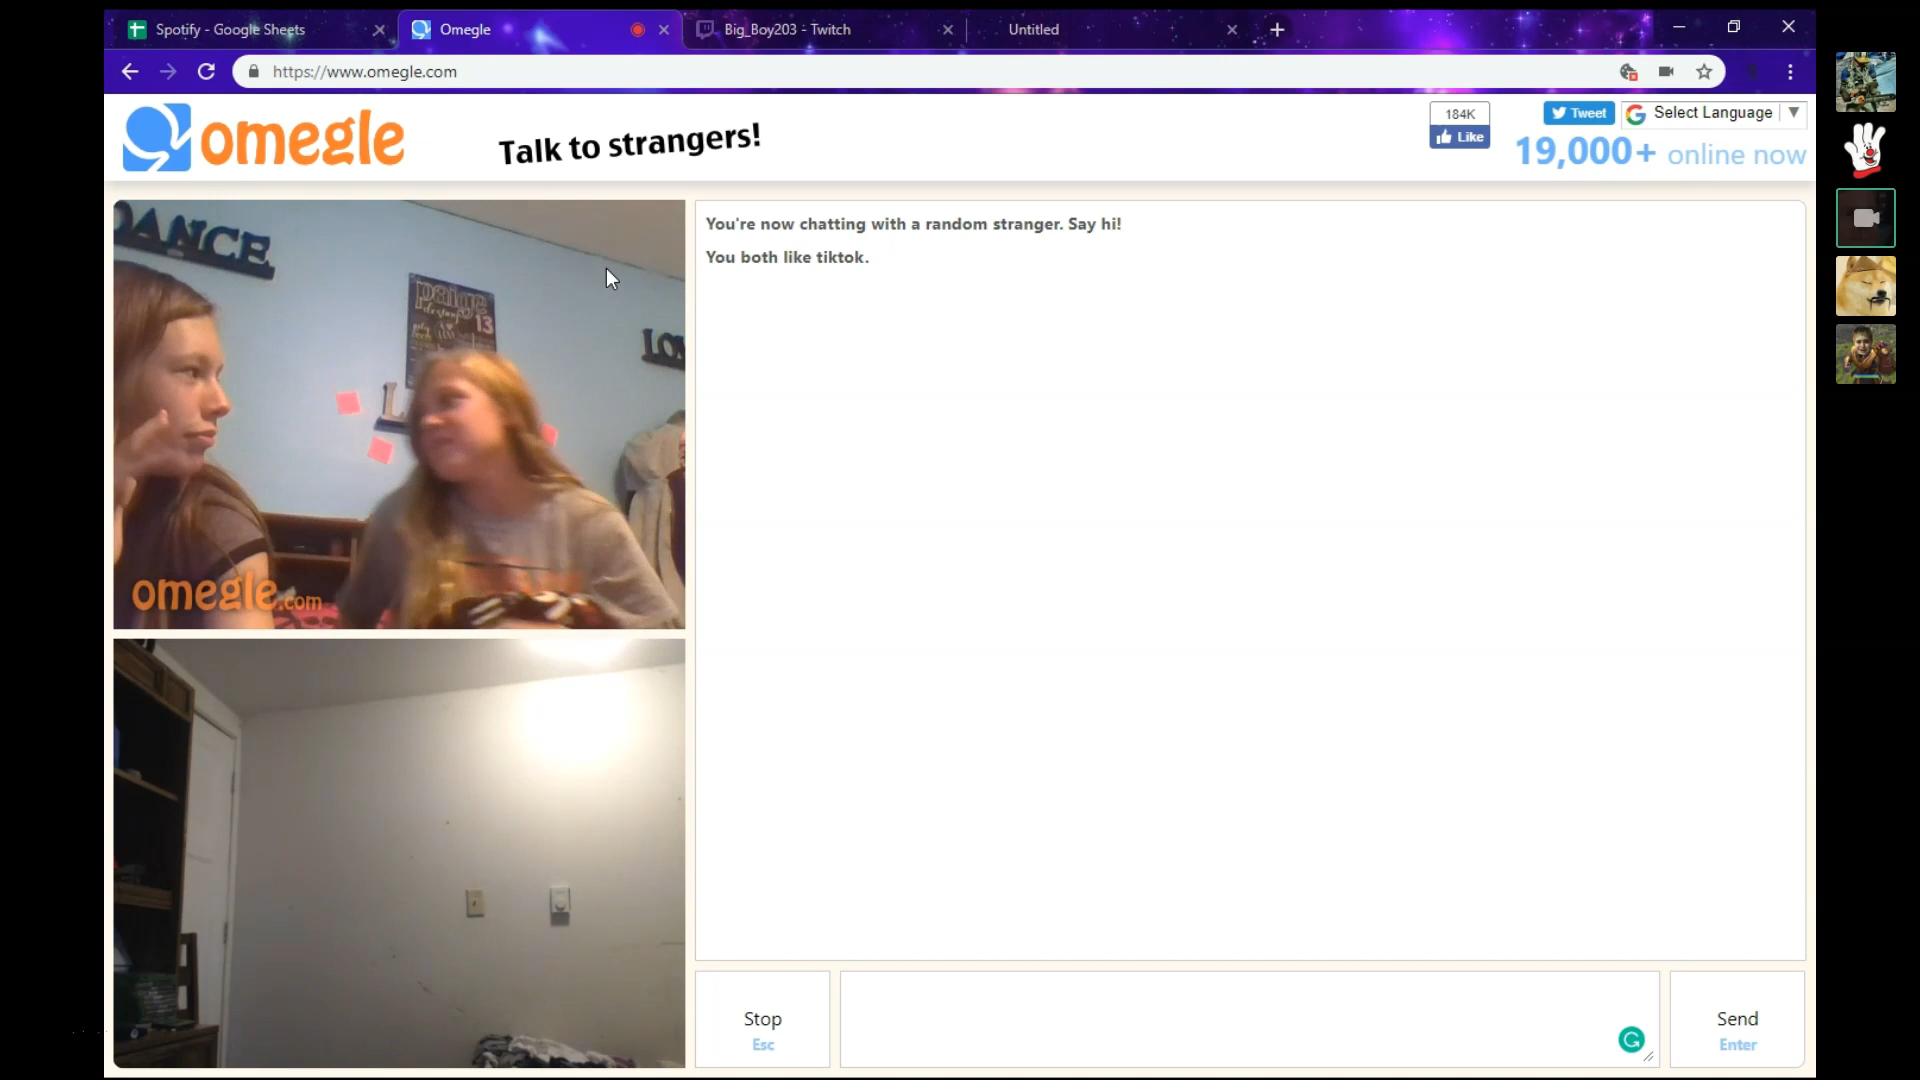 Spotify - Google Sheets
Omegle
Big_Boy203 - Twitch
Untitled
https://www.omegle.com
omegle
Talk to strangers!
184K
Like
Tweet
Select Language
19,000+ online now
DANCE
paige
13
LO
L
omegle.com
You're now chatting with a random stranger. Say hi!
You both like tiktok.
Stop
Esc
Send
Enter